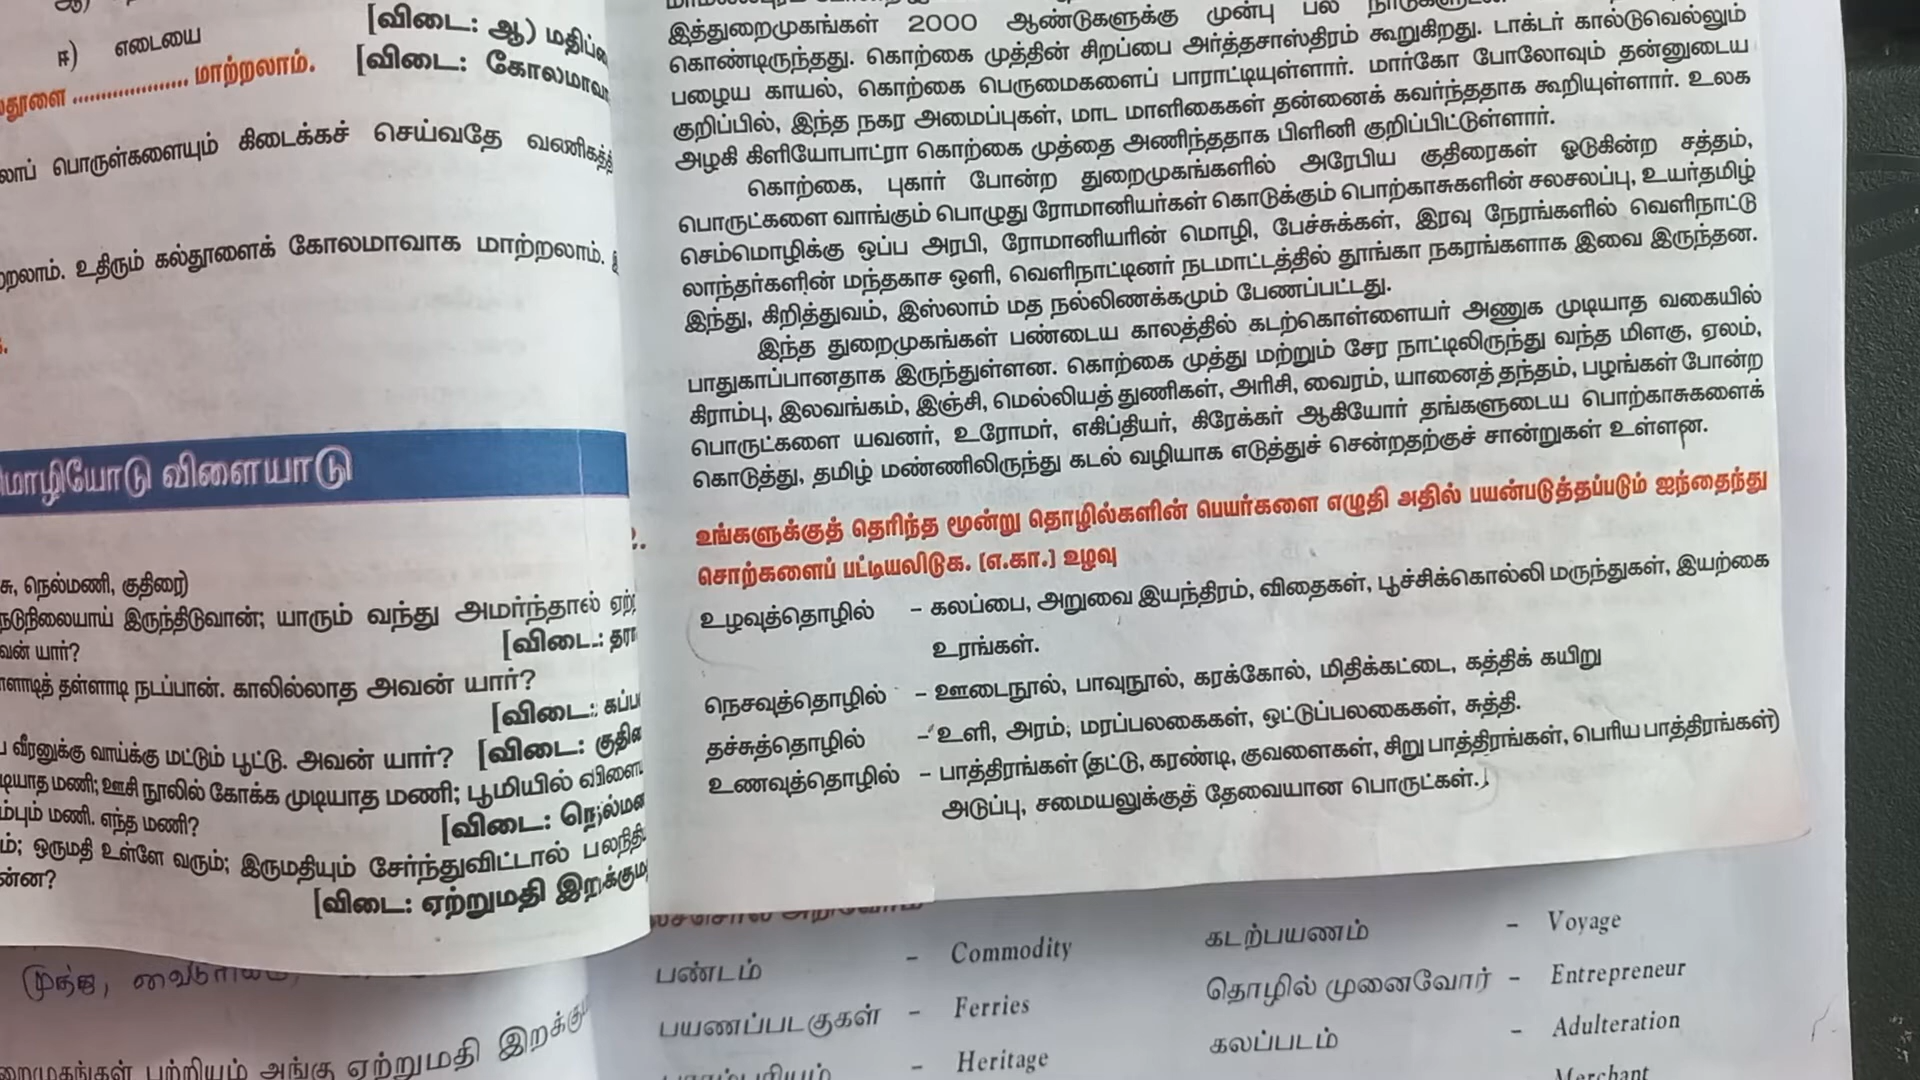 ஈ) எடையை
[விடை: ஆ)
மாற்றலாம்.
[விடை:
பொருள்களையும் கிடைக்கச் செய்வதே
உதிரும் கல்தூளைக் கோலமாவாக மாற்றலாம்.
விளையாடு
நெல்மணி, குதிரை)
இருந்திடுவான்; யாரும் வந்து அமர்ந்தால்
யார்?
[விடை:
தள்ளாடி நடப்பான். காலில்லாத அவன் யார்?
[விடை:
வீரனுக்கு வாய்க்கு மட்டும் பூட்டு. அவன் யார்?
[விடை:
மணி; ஊசி நூலில் கோக்க முடியாத மணி; பூமியில்
மணி. எந்த மணி?
[விடை:
ஒருமதி உள்ளே வரும்; இருமதியும் சேர்ந்துவிட்டால்
[விடை: ஏற்றுமதி
பற்றியும் அங்கு ஏற்றுமதி
இத்துறைமுகங்கள் 2000 ஆண்டுகளுக்கு முன்பு பல
கொண்டிருந்தது. கொற்கை முத்தின் சிறப்பை அர்த்தசாஸ்திரம் கூறுகிறது. டாக்டர் கால்டுவெல்லும்
பழைய காயல், கொற்கை பெருமைகளைப் பாராட்டியுள்ளார். மார்கோ போலோவும் தன்னுடைய
குறிப்பில், இந்த நகர அமைப்புகள், மாட மாளிகைகள் தன்னைக் கவர்ந்ததாக கூறியுள்ளார். உலக
அழகி கிளியோபாட்ரா கொற்கை முத்தை அணிந்ததாக பிளினி குறிப்பிட்டுள்ளார்.
கொற்கை, புகார் போன்ற துறைமுகங்களில் அரேபிய குதிரைகள் ஓடுகின்ற சத்தம்,
பொருட்களை வாங்கும் பொழுது ரோமானியர்கள் கொடுக்கும் பொற்காசுகளின் சலசலப்பு, உயர்தமிழ்
செம்மொழிக்கு ஒப்ப அரபி, ரோமானியரின் மொழி, பேச்சுக்கள், இரவு நேரங்களில் வெளிநாட்டு
லாந்தர்களின் மந்தகாச ஒளி, வெளிநாட்டினர் நடமாட்டத்தில் தூங்கா நகரங்களாக இவை இருந்தன.
இந்து, கிறித்துவம், இஸ்லாம் மத நல்லிணக்கமும் பேணப்பட்டது.
இந்த துறைமுகங்கள் பண்டைய காலத்தில் கடற்கொள்ளையர் அணுக முடியாத வகையில்
பாதுகாப்பானதாக இருந்துள்ளன. கொற்கை முத்து மற்றும் சேர நாட்டிலிருந்து வந்த மிளகு, ஏலம்,
கிராம்பு, இலவங்கம், இஞ்சி, மெல்லியத் துணிகள், அரிசி, வைரம், யானைத் தந்தம், பழங்கள் போன்ற
பொருட்களை யவனர், உரோமர், எகிப்தியர், கிரேக்கர் ஆகியோர் தங்களுடைய பொற்காசுகளைக்
கொடுத்து, தமிழ் மண்ணிலிருந்து கடல் வழியாக எடுத்துச் சென்றதற்குச் சான்றுகள் உள்ளன.
உங்களுக்குத் தெரிந்த மூன்று தொழில்களின் பெயர்களை எழுதி அதில் பயன்படுத்தப்படும் ஐந்தைந்து
சொற்களைப் பட்டியலிடுக. [எ.கா.] உழவு
உழவுத்தொழில் – கலப்பை, அறுவை இயந்திரம், விதைகள், பூச்சிக்கொல்லி மருந்துகள், இயற்கை
உரங்கள்.
நெசவுத்தொழில் – ஊடைநூல், பாவுநூல், கரக்கோல், மிதிக்கட்டை, கத்திக் கயிறு
தச்சுத்தொழில் – உளி, அரம், மரப்பலகைகள், ஒட்டுப்பலகைகள், சுத்தி.
உணவுத்தொழில் – பாத்திரங்கள் (தட்டு, கரண்டி, குவளைகள், சிறு பாத்திரங்கள், பெரிய பாத்திரங்கள்)
அடுப்பு, சமையலுக்குத் தேவையான பொருட்கள்.
பண்டம் – Commodity
பயணப்படகுகள் – Ferries
பாரம்பரியம் – Heritage
கடற்பயணம் – Voyage
தொழில் முனைவோர் – Entrepreneur
கலப்படம் – Adulteration
Merchant